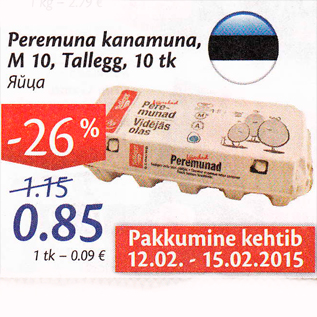 Peremuna kanamuna,
M 10, Tallegg, 10 tk
Яйца
-26%
Pere-
munad
Vidējās
olas
Peremunad
1.15
0.85
1 tk – 0.09 €
Pakkumine kehtib
12.02. - 15.02.2015